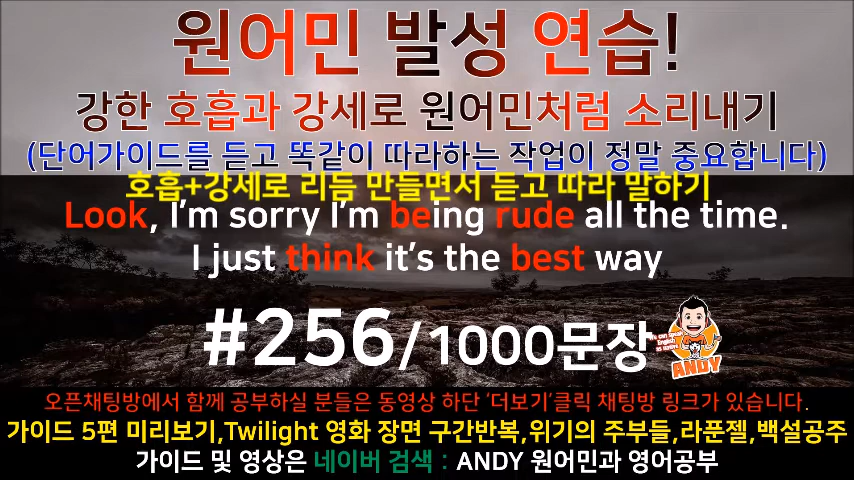 원어민 발성 연습!
강한 호흡과 강세로 원어민처럼 소리내기
(단어가이드를 듣고 똑같이 따라하는 작업이 정말 중요합니다)
호흡+강세로 리듬 만들면서 듣고 따라 말하기
Look, I'm sorry I'm being rude all the time.
I just think it's the best way
#256/1000문장
We can speak
English
as native
ANDY
오픈채팅방에서 함께 공부하실 분들은 동영상 하단 '더보기'클릭 채팅방 링크가 있습니다.
가이드 5편 미리보기,Twilight 영화 장면 구간반복,위기의 주부들,라푼젤,백설공주
가이드 및 영상은 네이버 검색 : ANDY 원어민과 영어공부